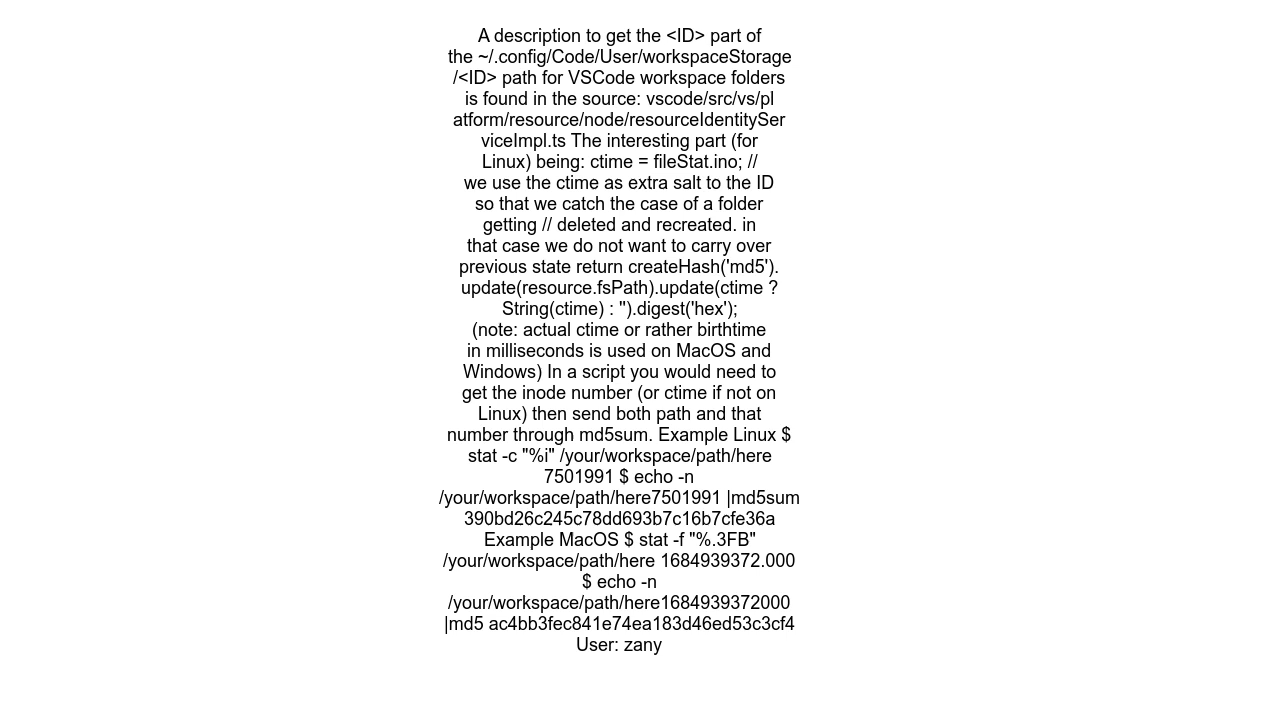 A description to get the <ID> part of
the ~/.config/Code/User/workspaceStorage
/<ID> path for VSCode workspace folders
is found in the source: vscode/src/vs/pl
atform/resource/node/resourceIdentitySer
viceImpl.ts The interesting part (for
Linux) being: ctime = fileStat.ino; //
we use the ctime as extra salt to the ID
so that we catch the case of a folder
getting // deleted and recreated. in
that case we do not want to carry over
previous state return createHash('md5').
update(resource.fsPath).update(ctime ?
String(ctime) : '').digest('hex');
(note: actual ctime or rather birthtime
in milliseconds is used on MacOS and
Windows) In a script you would need to
get the inode number (or ctime if not on
Linux) then send both path and that
number through md5sum. Example Linux $
stat -c "%i" /your/workspace/path/here
7501991 $ echo -n
/your/workspace/path/here7501991 |md5sum
390bd26c245c78dd693b7c16b7cfe36a
Example MacOS $ stat -f "%.3FB"
/your/workspace/path/here 1684939372.000
$ echo -n
/your/workspace/path/here1684939372000
|md5 ac4bb3fec841e74ea183d46ed53c3cf4
User: zany